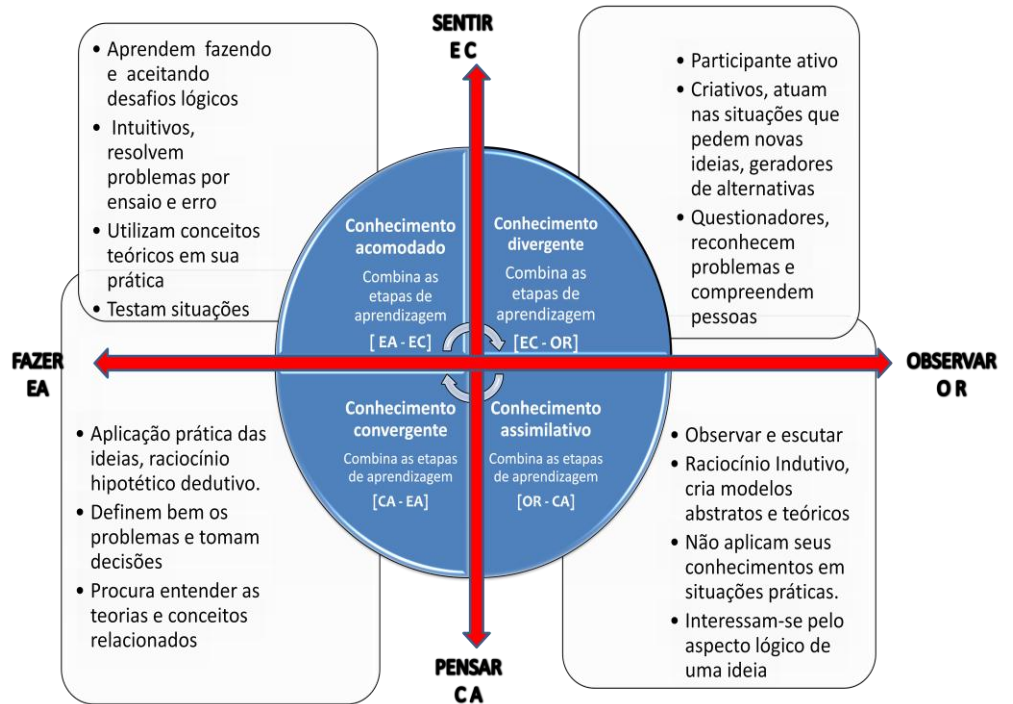 SENTIR
E C
• Aprendem fazendo
e aceitando
desafios lógicos
• Intuitivos,
resolvem
problemas por
ensaio e erro
• Utilizam conceitos
teóricos em sua
prática
• Testam situações
• Participante ativo
• Criativos, atuam
nas situações que
pedem novas
ideias, geradores
de alternativas
• Questionadores,
reconhecem
problemas e
compreendem
pessoas
Conhecimento
acomodado
Combina as
etapas de
aprendizagem
[ EA - EC]
Conhecimento
divergente
Combina as
etapas de
aprendizagem
[EC - OR]
FAZER
EA
OBSERVAR
O R
Conhecimento
convergente
Combina as etapas
de aprendizagem
[CA - EA]
Conhecimento
assimilativo
Combina as etapas
de aprendizagem
[OR - CA]
• Aplicação prática das
ideias, raciocínio
hipotético dedutivo.
• Definem bem os
problemas e tomam
decisões
• Procura entender as
teorias e conceitos
relacionados
• Observar e escutar
• Raciocínio Indutivo,
cria modelos
abstratos e teóricos
• Não aplicam seus
conhecimentos em
situações práticas.
• Interessam-se pelo
aspecto lógico de
uma ideia
PENSAR
C A